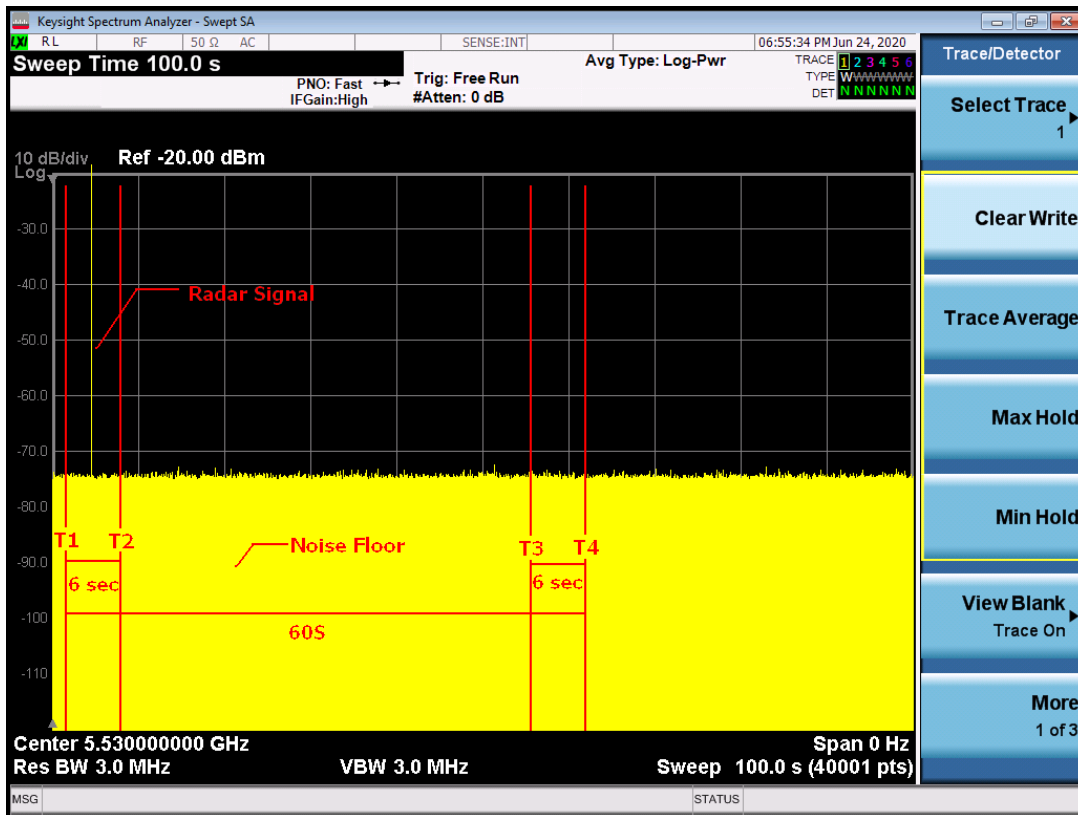 Keysight Spectrum Analyzer - Swept SA
LXI RL RF 50 Ω AC SENSE:INT 06:55:34 PM Jun 24, 2020
Sweep Time 100.0 s
PNO: Fast
IFGain:High
Trig: Free Run
#Atten: 0 dB
Avg Type: Log-Pwr
TRACE 1 2 3 4 5 6
TYPE WWWWWW
DET N N N N N N
10 dB/div
Log
Ref -20.00 dBm
-30.0
-40.0
-50.0
-60.0
-70.0
-80.0
-90.0
-100
-110
Radar Signal
T1 T2
Noise Floor
T3 T4
6 sec
6 sec
60S
Center 5.530000000 GHz
Span 0 Hz
Res BW 3.0 MHz
VBW 3.0 MHz
Sweep 100.0 s (40001 pts)
MSG
STATUS
Trace/Detector
Select Trace
1
Clear Write
Trace Average
Max Hold
Min Hold
View Blank
Trace On
More
1 of 3